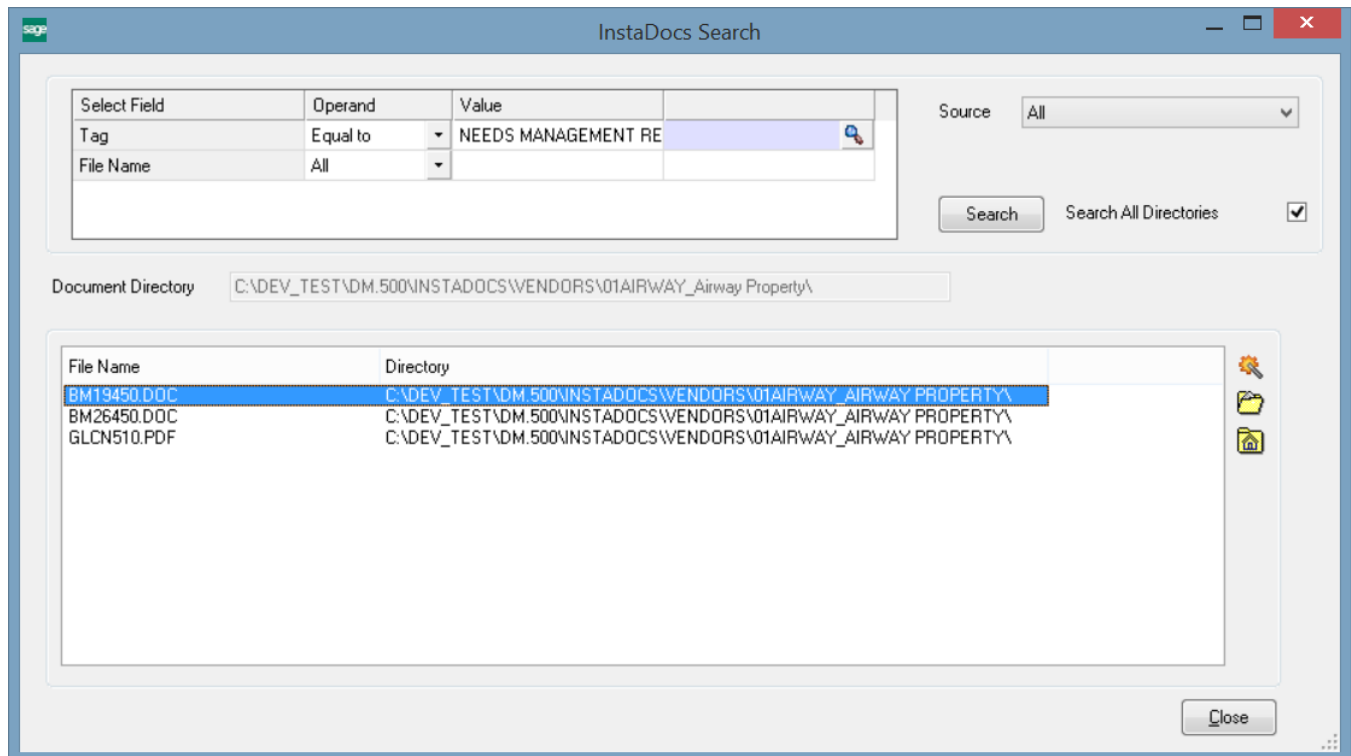 sage
InstaDocs Search
Select Field Operand Value
Tag Equal to NEEDS MANAGEMENT RE
File Name All
Source All
Search Search All Directories
Document Directory C:\DEV_TEST\DM.500\INSTADOCS\VENDORS\01AIRWAY_Airway Property\
File Name Directory
BM19450.DOC C:\DEV_TEST\DM.500\INSTADOCS\VENDORS\01AIRWAY_AIRWAY PROPERTY\
BM26450.DOC C:\DEV_TEST\DM.500\INSTADOCS\VENDORS\01AIRWAY_AIRWAY PROPERTY\
GLCN510.PDF C:\DEV_TEST\DM.500\INSTADOCS\VENDORS\01AIRWAY_AIRWAY PROPERTY\
Close